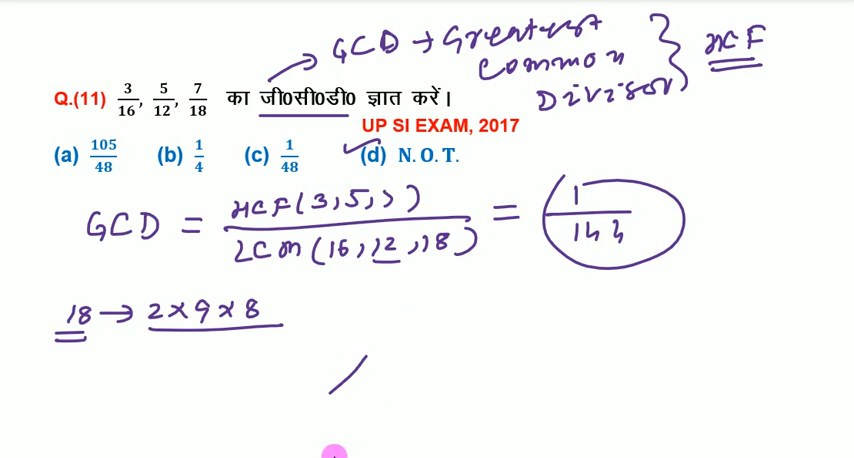 GCD → Greatest
Common
Divisor } HCF
Q.(11) 3/16, 5/12, 7/18 का जी0सी0डी0 ज्ञात करें।
UP SI EXAM, 2017
(a) 105/48 (b) 1/4 (c) 1/48 (d) N.O.T.
GCD = HCF(3,5,7) / LCM(16,12,18) = 1/144
18 → 2×9×8